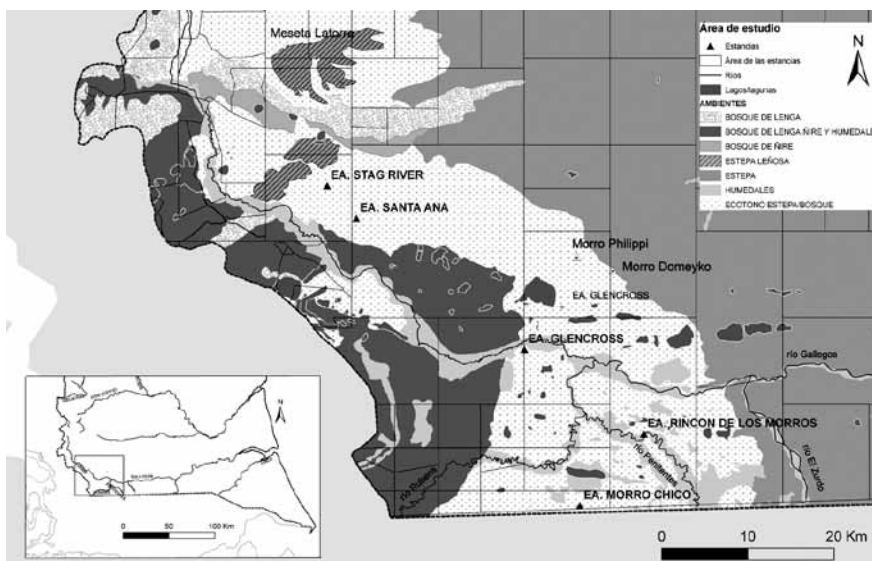 Meseta Latorre
Área de estudio
Estancias
Área de las estancias
Ríos
Lagos/lagunas
AMBIENTES
BOSQUE DE LENGA
BOSQUE DE LENGA ÑIRE Y HUMEDALE
BOSQUE DE ÑIRE
ESTEPA LEÑOSA
ESTEPA
HUMEDALES
ECOTONO ESTEPA/BOSQUE
N
EA. STAG RIVER
EA. SANTA ANA
Morro Philippi
Morro Domeyko
EA. GLENCROSS
EA. GLENCROSS
río Gallegos
EA. RINCON DE LOS MORROS
río Penitentes
río El Zurdo
río Rubens
EA. MORRO CHICO
N
0 50 100 Km
0 10 20 Km